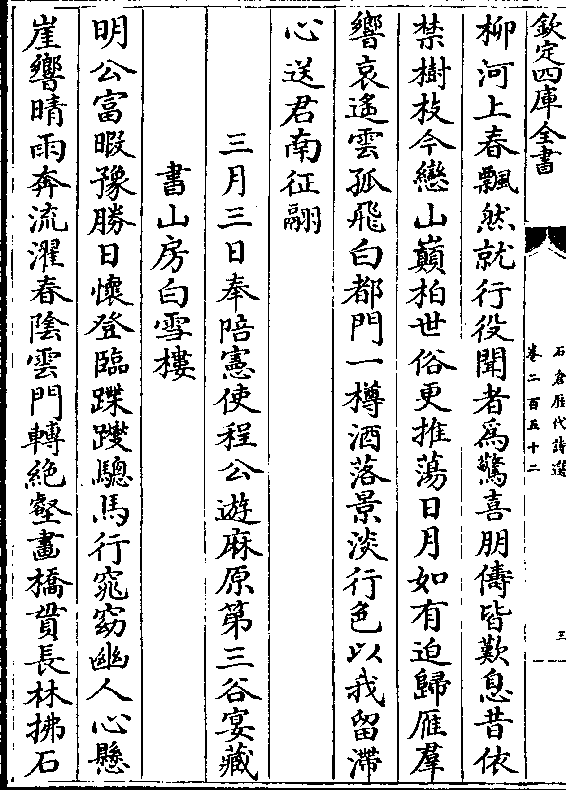 欽定四庫全書
石倉歴代詩選
卷二百五十二
三
柳河上春飄然就行役聞者為驚喜朋儔皆歎息昔依
禁樹枝今戀山巔柏世俗更推蕩日月如有迫歸雁羣
響哀遙雲孤飛白都門一樽酒落景淡行色以我留滯
心送君南征翮
三月三日奉陪憲使程公遊麻原第三谷宴藏
書山房白雪樓
明公富暇豫勝日懷登臨蹀躞驄馬行窕窈幽人心懸
崖響晴雨奔流濯春陰雲門轉絶壑畫橋貫長林拂石